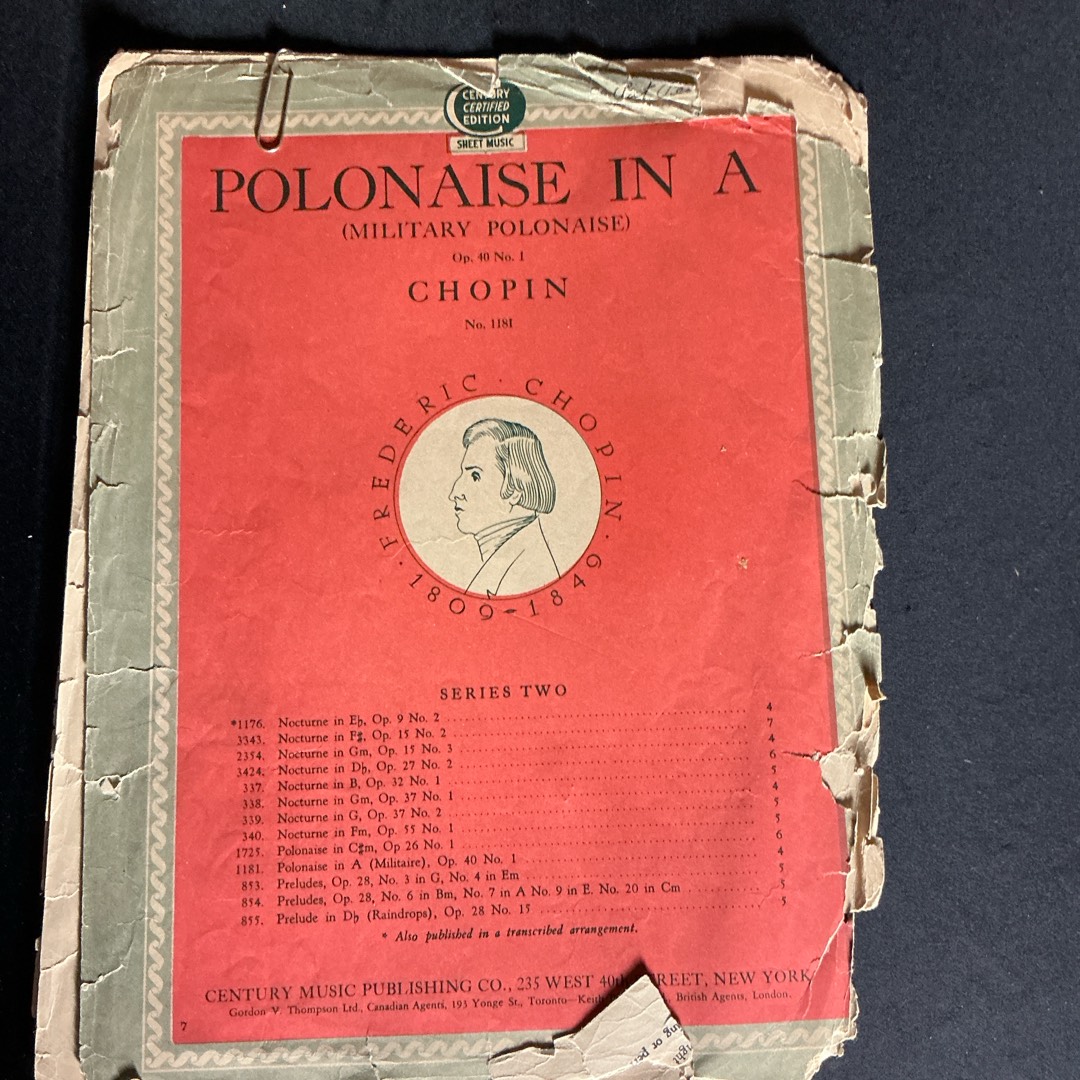 CENTURY
CERTIFIED
EDITION
SHEET MUSIC
POLONAISE IN A
(MILITARY POLONAISE)
Op. 40 No. 1
CHOPIN
No. 1181
FREDERIC · CHOPIN
· 1809-1849 ·
SERIES TWO
*1176. Nocturne in E♭, Op. 9 No. 2 4
3343. Nocturne in F#, Op. 15 No. 2 7
2354. Nocturne in Gm, Op. 15 No. 3 4
3424. Nocturne in D♭, Op. 27 No. 2 6
337. Nocturne in B, Op. 32 No. 1 5
338. Nocturne in Gm, Op. 37 No. 1 4
339. Nocturne in G, Op. 37 No. 2 5
340. Nocturne in Fm, Op. 55 No. 1 5
1725. Polonaise in C#m, Op 26 No. 1 6
1181. Polonaise in A (Militaire), Op. 40 No. 1 4
853. Preludes, Op. 28, No. 3 in G, No. 4 in Em 5
854. Preludes, Op. 28, No. 6 in Bm, No. 7 in A No. 9 in E. No. 20 in Cm 5
855. Prelude in D♭ (Raindrops), Op. 28 No. 15 5
* Also published in a transcribed arrangement.
CENTURY MUSIC PUBLISHING CO., 235 WEST 40th STREET, NEW YORK
Gordon V. Thompson Ltd., Canadian Agents, 193 Yonge St., Toronto— British Agents, London.
7